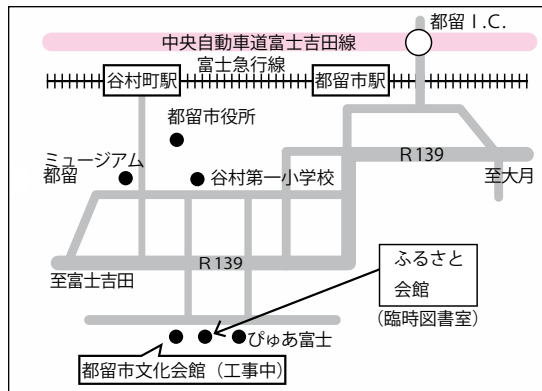 都留 I.C.
中央自動車道富士吉田線
富士急行線
谷村町駅
都留市駅
都留市役所
ミュージアム
都留
谷村第一小学校
R139
至大月
R139
至富士吉田
ふるさと
会館
(臨時図書室)
ぴゅあ富士
都留市文化会館（工事中）